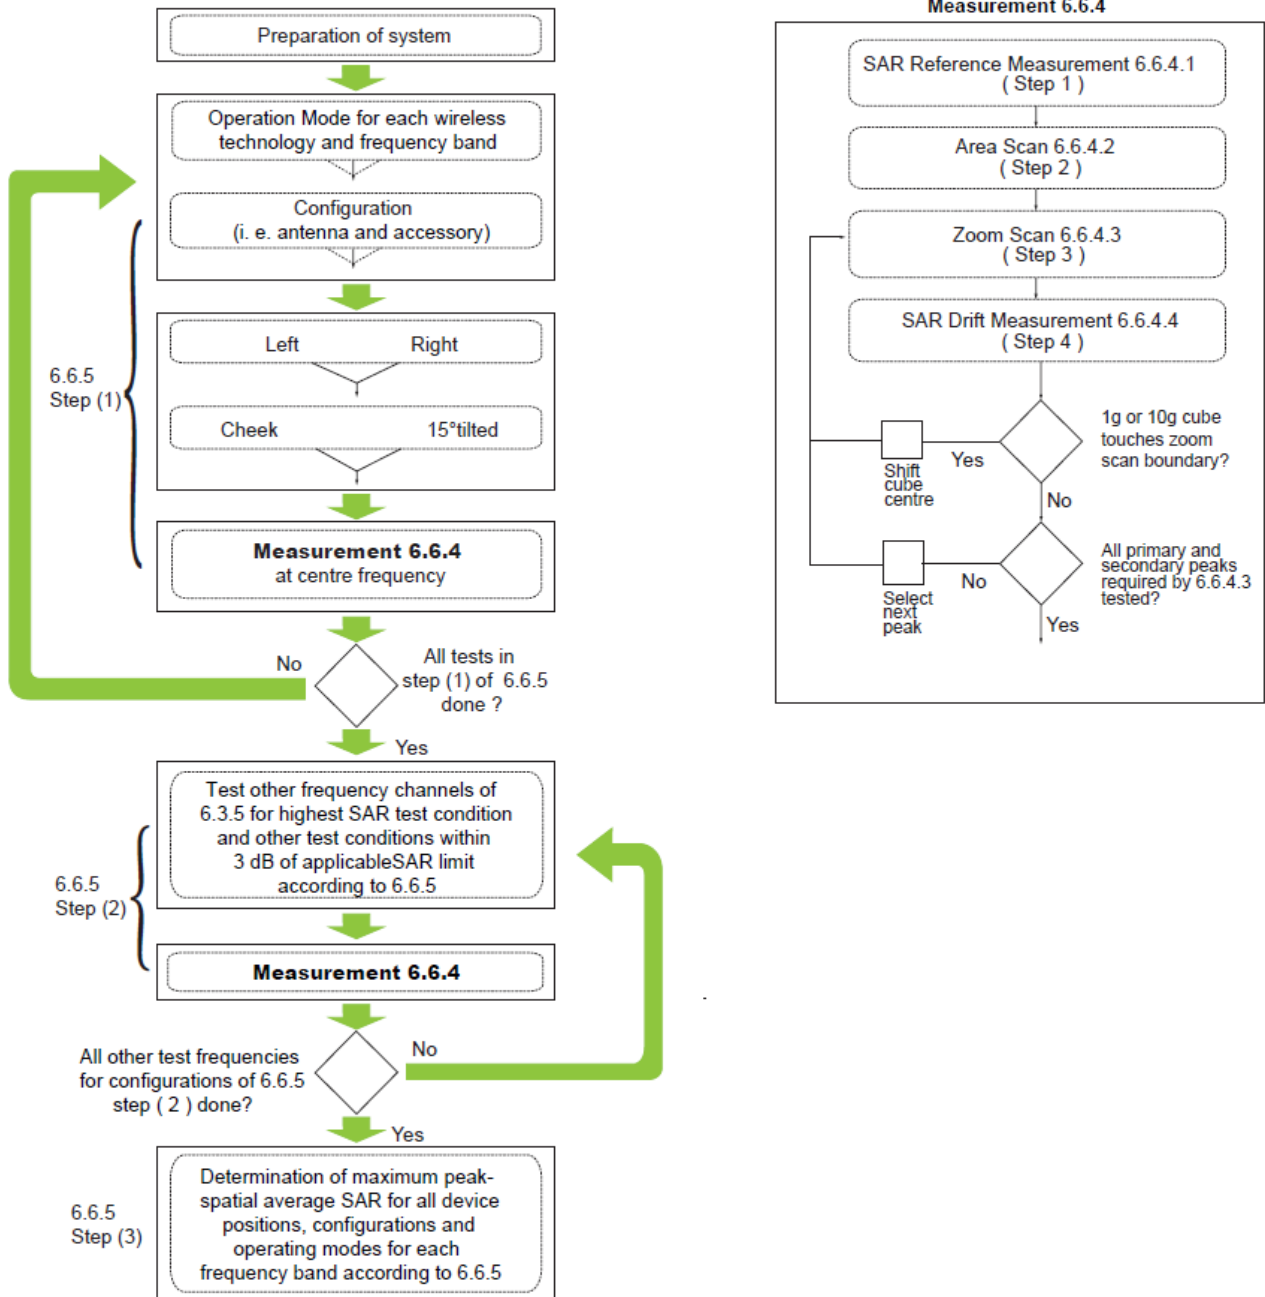 Preparation of system
Operation Mode for each wireless
technology and frequency band
Configuration
(i. e. antenna and accessory)
6.6.5
Step (1)
Left Right
Cheek 15°tilted
Measurement 6.6.4
at centre frequency
No
All tests in
step (1) of 6.6.5
done ?
Yes
Test other frequency channels of
6.3.5 for highest SAR test condition
and other test conditions within
3 dB of applicableSAR limit
according to 6.6.5
6.6.5
Step (2)
Measurement 6.6.4
All other test frequencies
for configurations of 6.6.5
step ( 2 ) done?
No
Yes
6.6.5
Step (3)
Determination of maximum peak-
spatial average SAR for all device
positions, configurations and
operating modes for each
frequency band according to 6.6.5
Measurement 6.6.4
SAR Reference Measurement 6.6.4.1
( Step 1 )
Area Scan 6.6.4.2
( Step 2 )
Zoom Scan 6.6.4.3
( Step 3 )
SAR Drift Measurement 6.6.4.4
( Step 4 )
1g or 10g cube
touches zoom
scan boundary?
Yes
Shift
cube
centre
No
All primary and
secondary peaks
required by 6.6.4.3
tested?
No
Select
next
peak
Yes